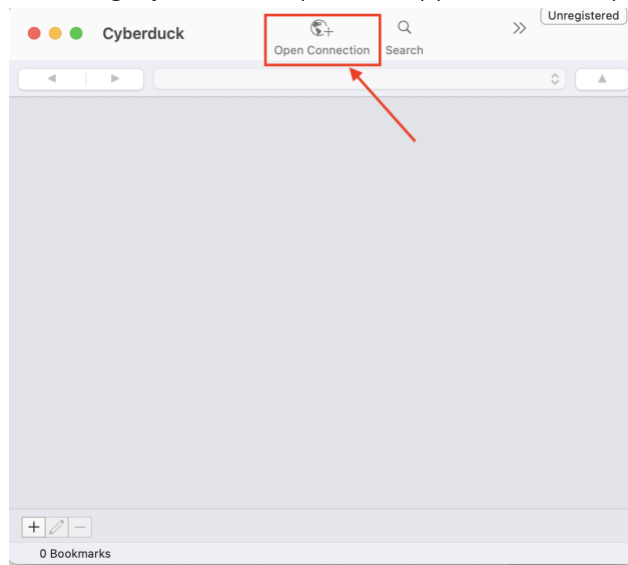 Unregistered
Cyberduck
Open Connection
Search
0 Bookmarks